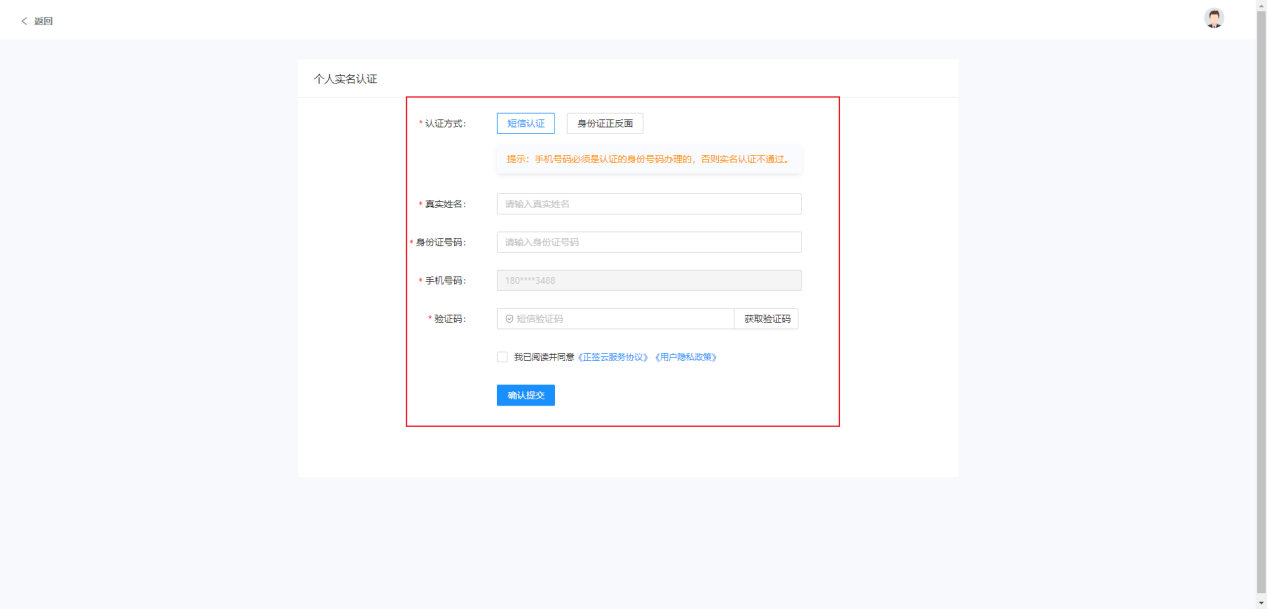 返回
个人实名认证
* 认证方式： 短信认证 身份证正反面
提示：手机号码必须是认证的身份号码办理的，否则实名认证不通过。
* 真实姓名： 请输入真实姓名
* 身份证号码： 请输入身份证号码
* 手机号码： 180****3488
* 验证码： 短信验证码 获取验证码
我已阅读并同意《正签云服务协议》《用户隐私政策》
确认提交